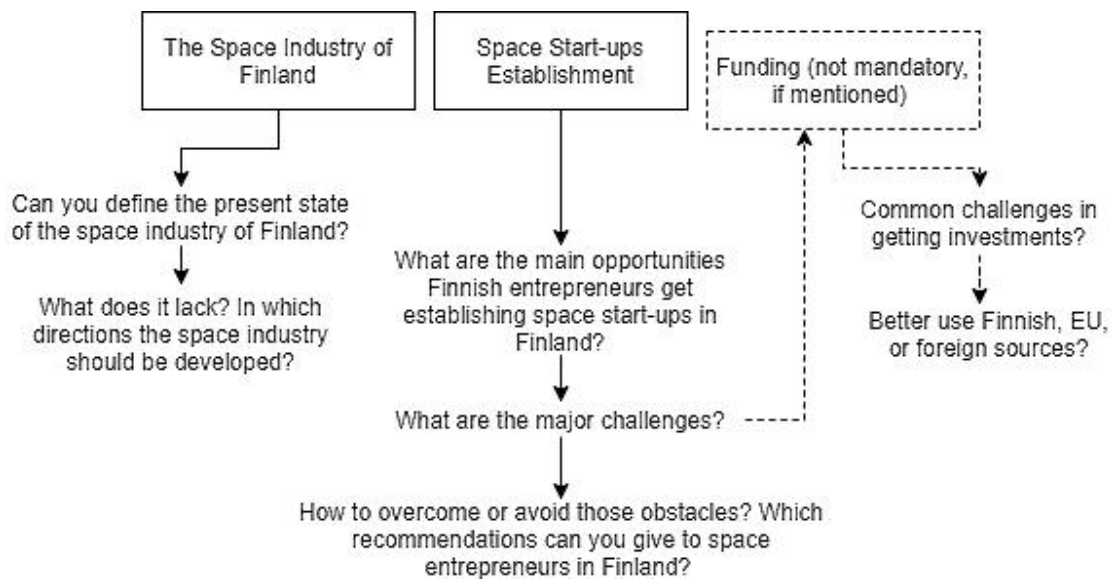 The Space Industry of
Finland
Can you define the present state
of the space industry of Finland?
What does it lack? In which
directions the space industry
should be developed?
Space Start-ups
Establishment
What are the main opportunities
Finnish entrepreneurs get
establishing space start-ups in
Finland?
What are the major challenges?
How to overcome or avoid those obstacles? Which
recommendations can you give to space
entrepreneurs in Finland?
Funding (not mandatory,
if mentioned)
Common challenges in
getting investments?
Better use Finnish, EU,
or foreign sources?